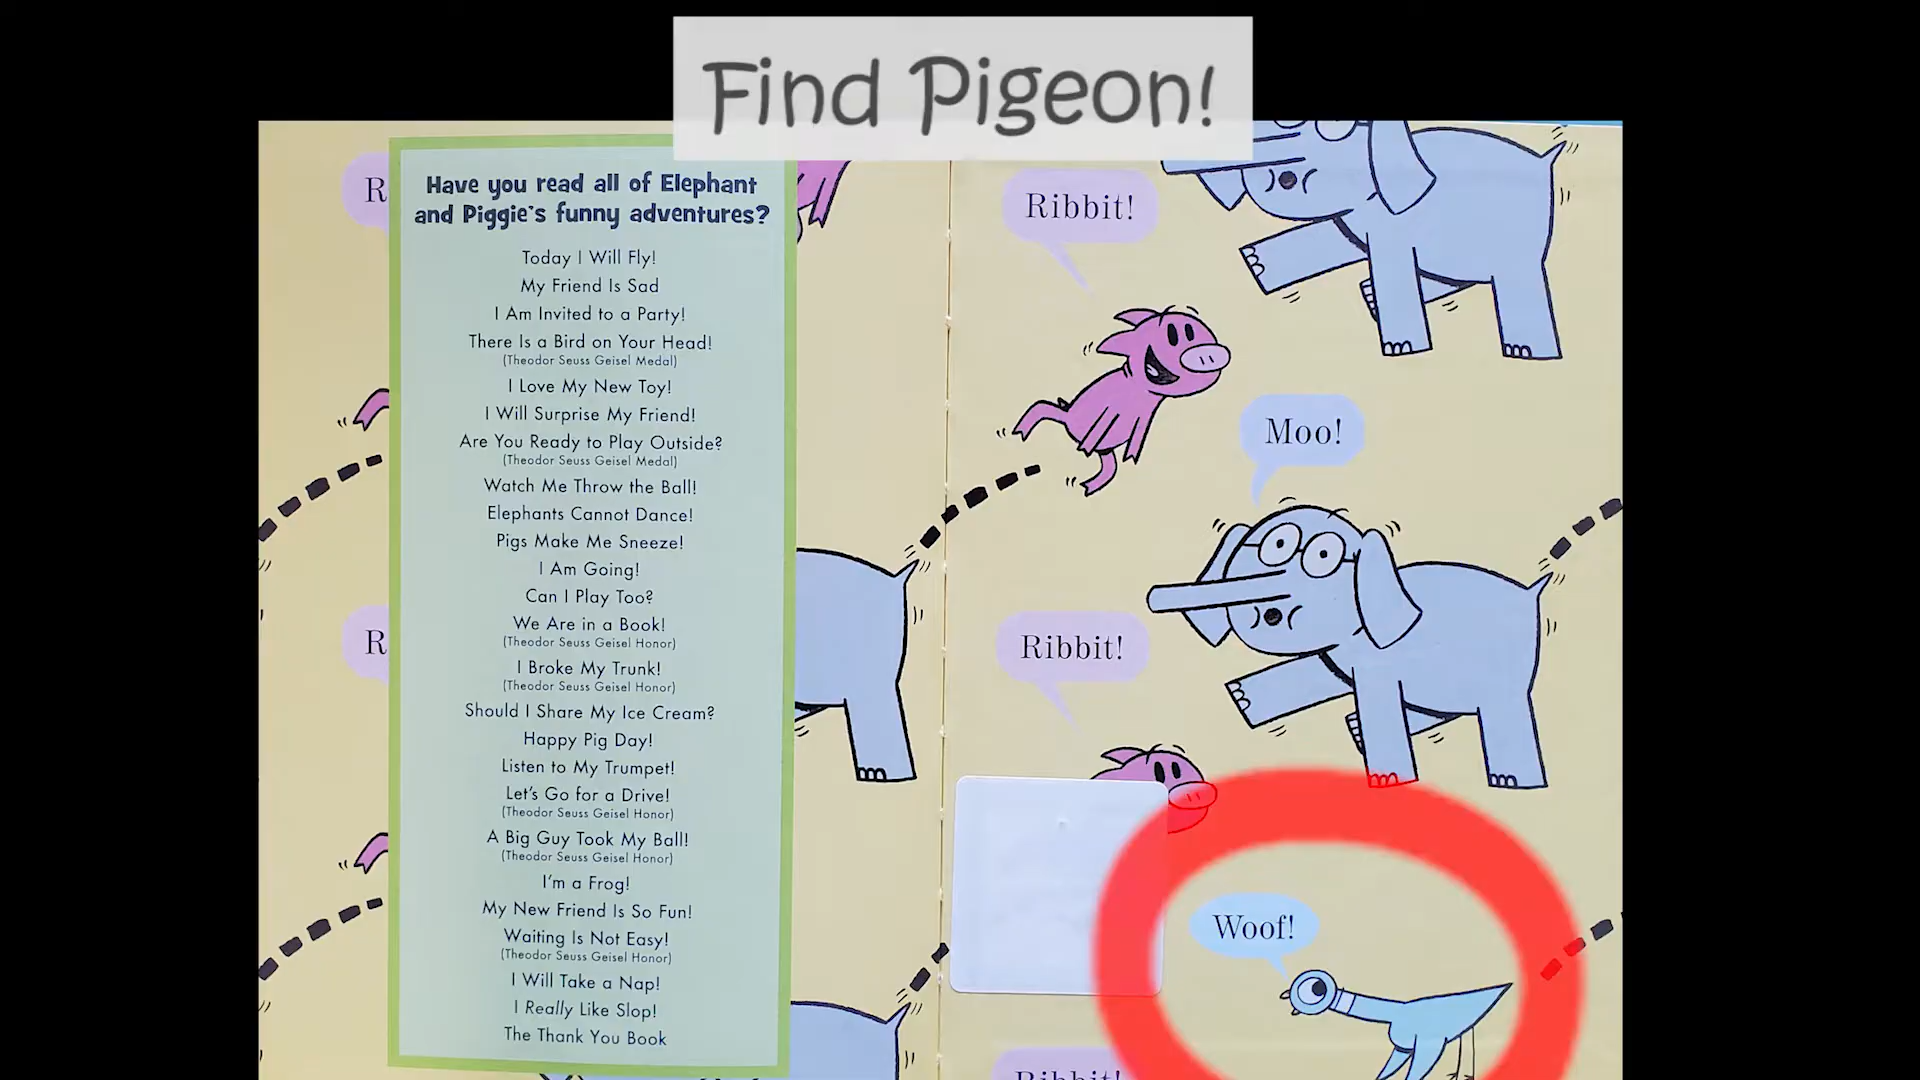 Find Pigeon!
Have you read all of Elephant
and Piggie's funny adventures?
Today I Will Fly!
My Friend Is Sad
I Am Invited to a Party!
There Is a Bird on Your Head!
(Theodor Seuss Geisel Medal)
I Love My New Toy!
I Will Surprise My Friend!
Are You Ready to Play Outside?
(Theodor Seuss Geisel Medal)
Watch Me Throw the Ball!
Elephants Cannot Dance!
Pigs Make Me Sneeze!
I Am Going!
Can I Play Too?
We Are in a Book!
(Theodor Seuss Geisel Honor)
I Broke My Trunk!
(Theodor Seuss Geisel Honor)
Should I Share My Ice Cream?
Happy Pig Day!
Listen to My Trumpet!
Let's Go for a Drive!
(Theodor Seuss Geisel Honor)
A Big Guy Took My Ball!
(Theodor Seuss Geisel Honor)
I'm a Frog!
My New Friend Is So Fun!
Waiting Is Not Easy!
(Theodor Seuss Geisel Honor)
I Will Take a Nap!
I Really Like Slop!
The Thank You Book
R
R
Ribbit!
Moo!
Ribbit!
Woof!
Ribbit!